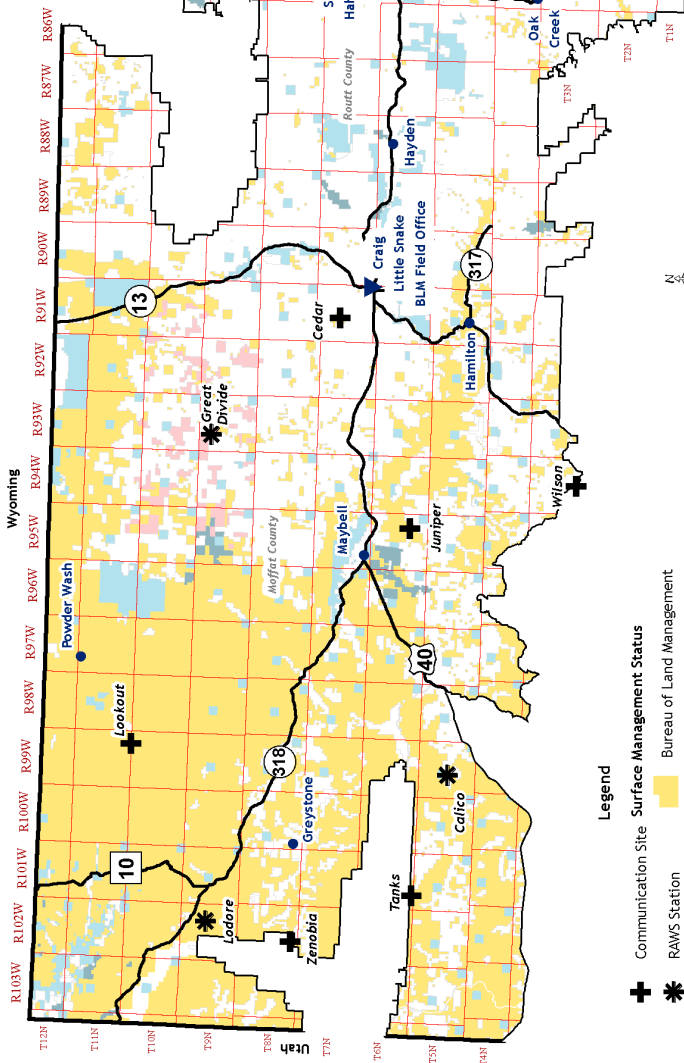 Wyoming
R103W R102W R101W R100W R99W R98W R97W R96W R95W R94W R93W R92W R91W R90W R89W R88W R87W R86W
T12N
T11N
T10N
T9N
T8N
T7N
T6N
T5N
T4N
Utah
Powder Wash
Lookout
10
13
Lodore
Great
Divide
318
Moffat County
Routt County
Zenobia
Greystone
Maybell
Cedar
Craig
Little Snake
BLM Field Office
Hayden
Tanks
40
Juniper
Calico
Hamilton
317
Wilson
Oak
Creek
T3N
T2N
T1N
N
Legend
Communication Site
RAWS Station
Surface Management Status
Bureau of Land Management